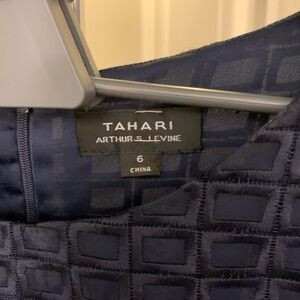 TAHARI
ARTHUR S. LEVINE
6
CHINA